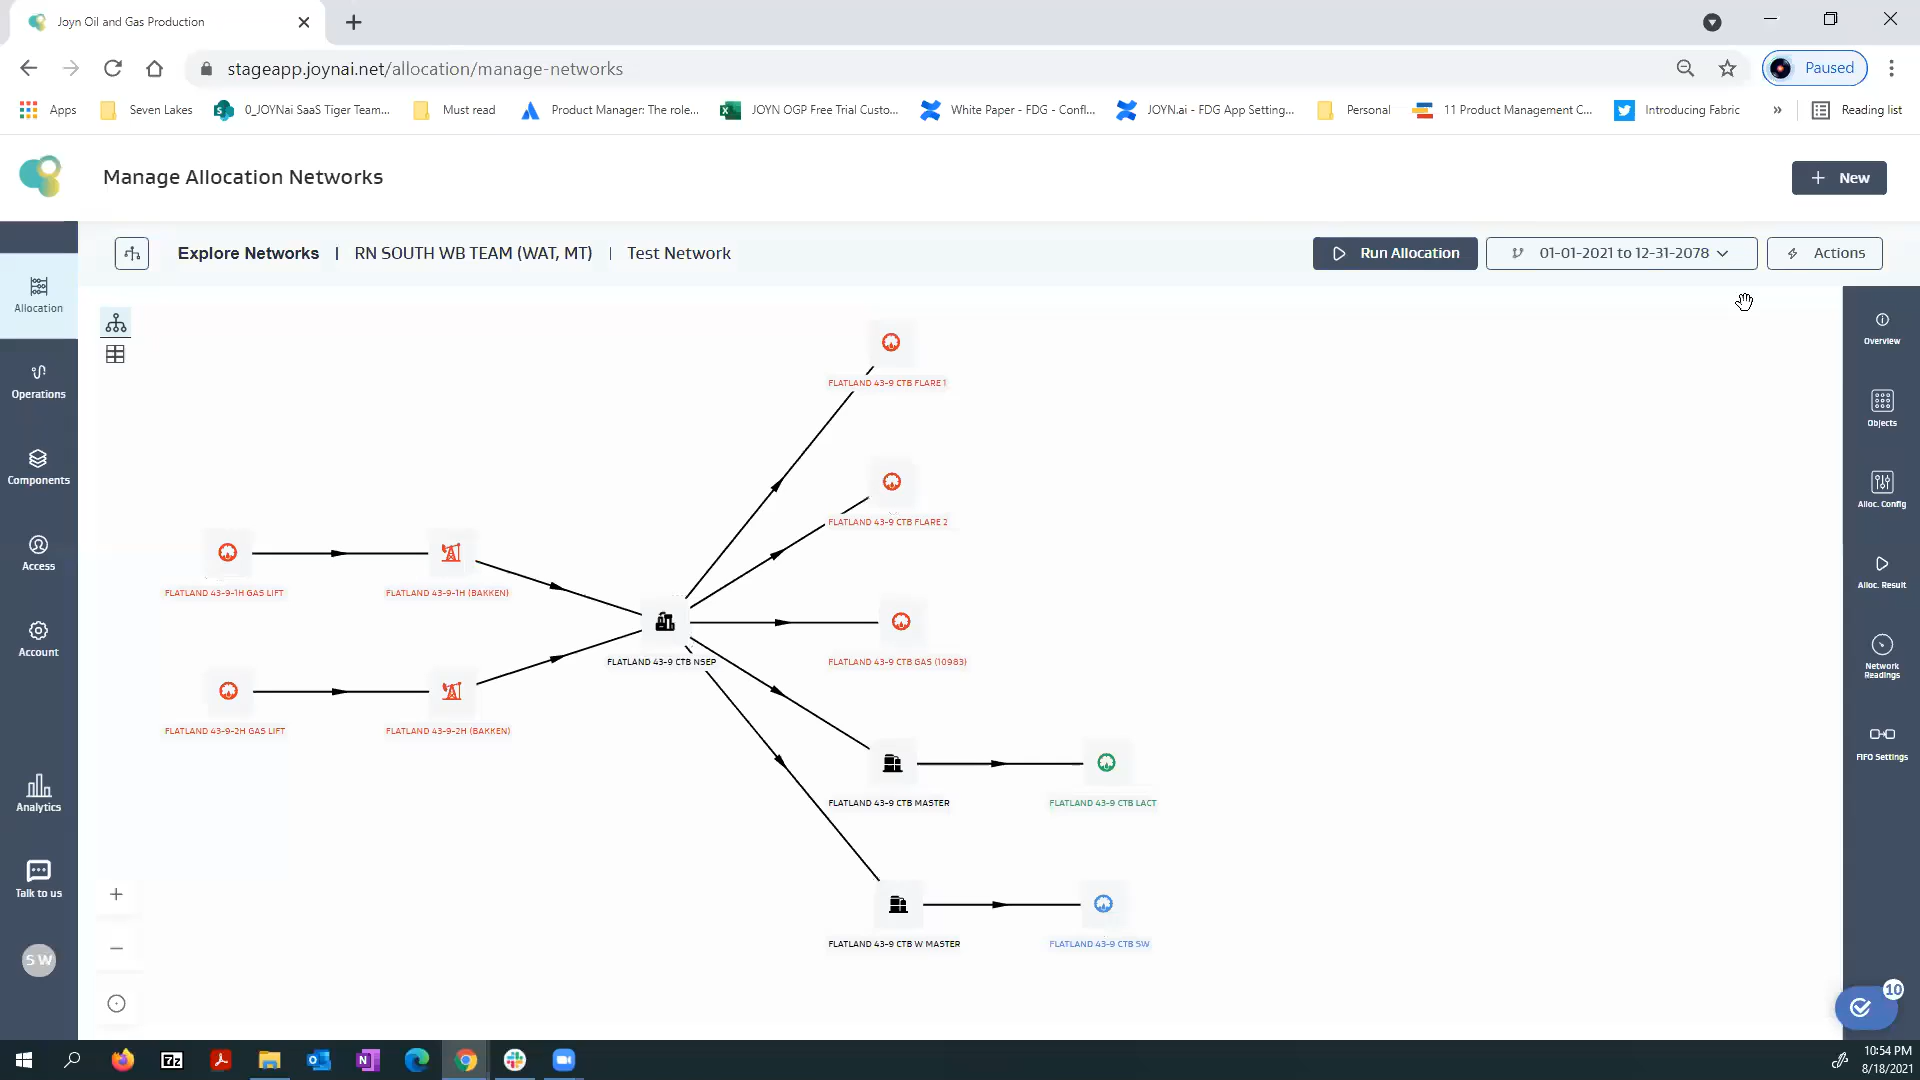 Joyn Oil and Gas Production
stageapp.joynai.net/allocation/manage-networks
Paused
Apps
Seven Lakes
0_JOYNai SaaS Tiger Team...
Must read
Product Manager: The role...
JOYN OGP Free Trial Custo...
White Paper - FDG - Confl...
JOYN.ai - FDG App Setting...
Personal
11 Product Management C...
Introducing Fabric
»
Reading list
Manage Allocation Networks
+ New
Explore Networks | RN SOUTH WB TEAM (WAT, MT) | Test Network
Run Allocation
01-01-2021 to 12-31-2078
Actions
Allocation
Operations
Components
Access
Account
Analytics
Talk to us
SW
FLATLAND 43-9 CTB FLARE 1
FLATLAND 43-9 CTB FLARE 2
FLATLAND 43-9-1H GAS LIFT
FLATLAND 43-9-1H (BAKKEN)
FLATLAND 43-9 CTB NSEP
FLATLAND 43-9 CTB GAS (10983)
FLATLAND 43-9-2H GAS LIFT
FLATLAND 43-9-2H (BAKKEN)
FLATLAND 43-9 CTB MASTER
FLATLAND 43-9 CTB LACT
FLATLAND 43-9 CTB W MASTER
FLATLAND 43-9 CTB SW
Overview
Objects
Alloc. Config
Alloc. Result
Network
Readings
FIFO Settings
10
7z
10:54 PM
8/18/2021